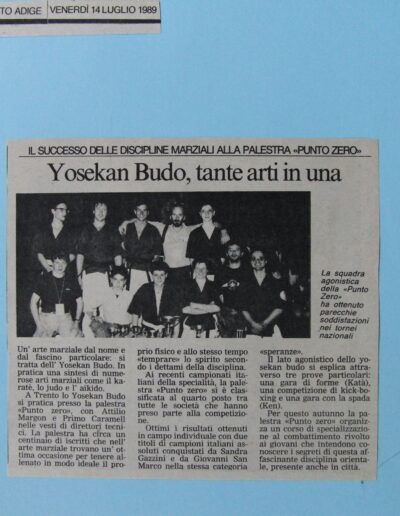 TO ADIGE
VENERDÌ 14 LUGLIO 1989
IL SUCCESSO DELLE DISCIPLINE MARZIALI ALLA PALESTRA «PUNTO ZERO»
Yosekan Budo, tante arti in una
La squadra
agonistica
della «Punto
Zero»
ha ottenuto
parecchie
soddisfazioni
nei tornei
nazionali
Un' arte marziale dal nome e
dal fascino particolare: si
tratta dell' Yosekan Budo. In
pratica una sintesi di nume-
rose arti marziali come il ka-
ratè, lo judo e l' aikido.
A Trento lo Yosekan Budo
si pratica presso la palestra
«Punto zero», con Attilio
Margon e Primo Caramell
nelle vesti di direttori tecni-
ci. La palestra ha circa un
centinaio di iscritti che nell'
arte marziale trovano un' ot-
tima occasione per tenere al-
lenato in modo ideale il pro-
prio fisico e allo stesso tempo
«temprare» lo spirito secon-
do i dettami della disciplina.
Ai recenti campionati ita-
liani della specialità, la pale-
stra «Punto zero» si è clas-
sificata al quarto posto tra
tutte le società che hanno
preso parte alla competizio-
ne.
Ottimi i risultati ottenuti
in campo individuale con due
titoli di campioni italiani as-
soluti conquistati da Sandra
Gazzini e da Giovanni San
Marco nella stessa categoria
«speranze».
Il lato agonistico dello yo-
sekan budo si esplica attra-
verso tre prove particolari:
una gara di forme (Katà),
una competizione di kick-bo-
xing e una gara con la spada
(Ken).
Per questo autunno la pa-
lestra «Punto zero» organiz-
za un corso di specializzazio-
ne al combattimento rivolto
ai giovani che intendono co-
noscere i segreti di questa af-
fascinante disciplina orienta-
le, presente anche in città.